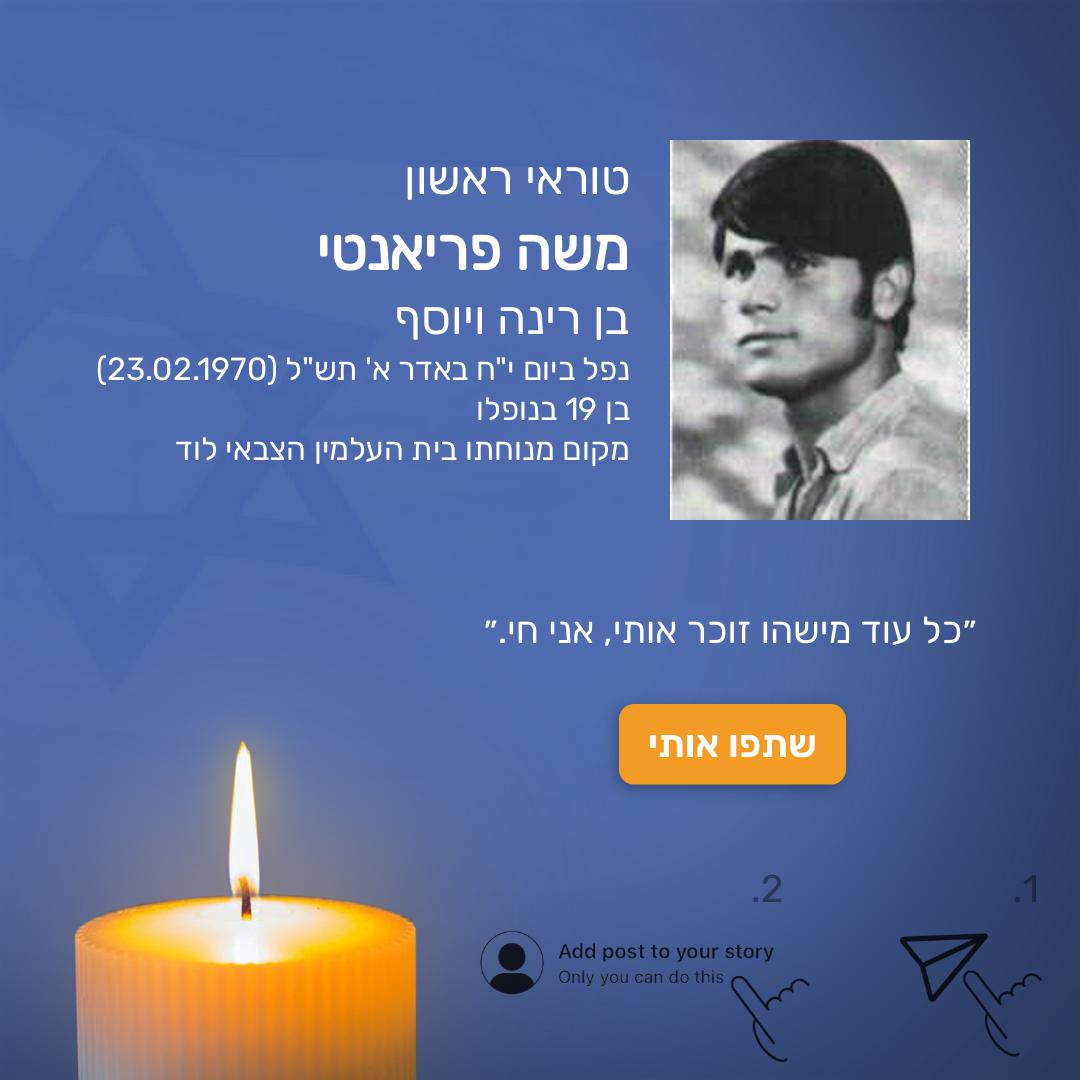 טוראי ראשון
משה פריאנטי
בן רינה ויוסף
נפל ביום י"ח באדר א' תש"ל (23.02.1970)
בן 19 בנופלו
מקום מנוחתו בית העלמין הצבאי לוד
״כל עוד מישהו זוכר אותי, אני חי.״
שתפו אותי
1.
2.
Add post to your story
Only you can do this